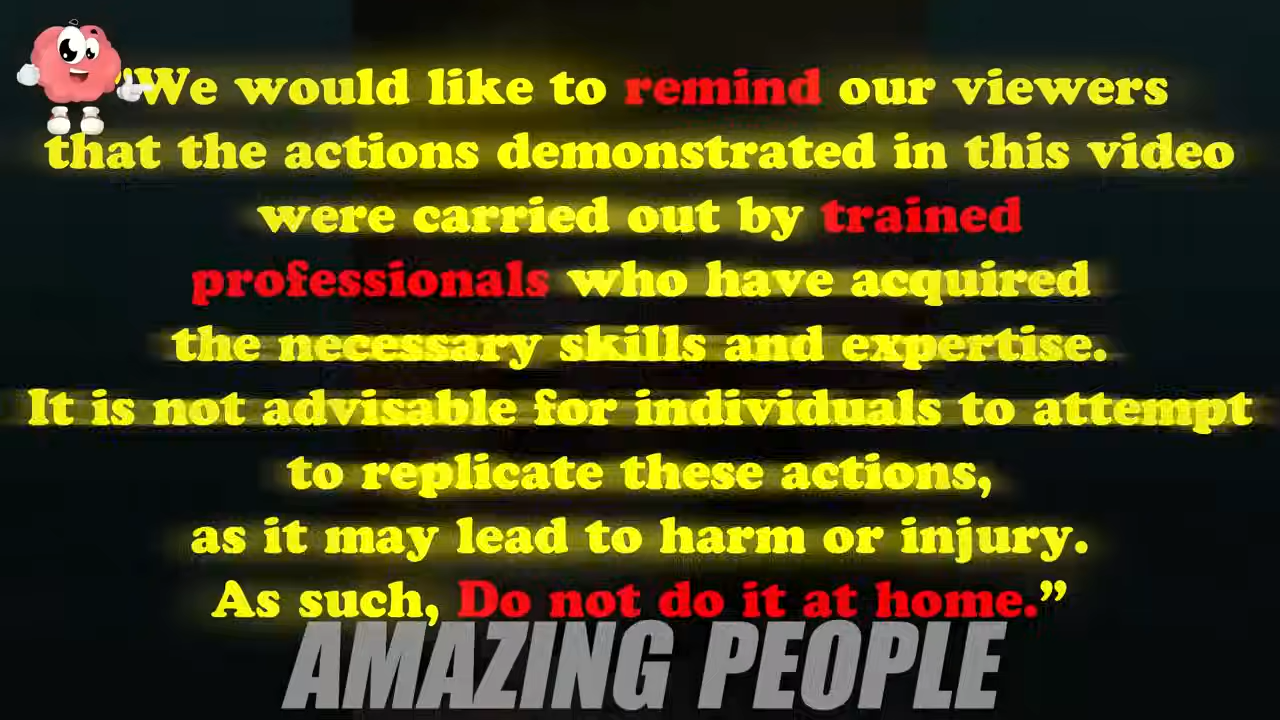 “We would like to remind our viewers
that the actions demonstrated in this video
were carried out by trained
professionals who have acquired
the necessary skills and expertise.
It is not advisable for individuals to attempt
to replicate these actions,
as it may lead to harm or injury.
As such, Do not do it at home.”
AMAZING PEOPLE